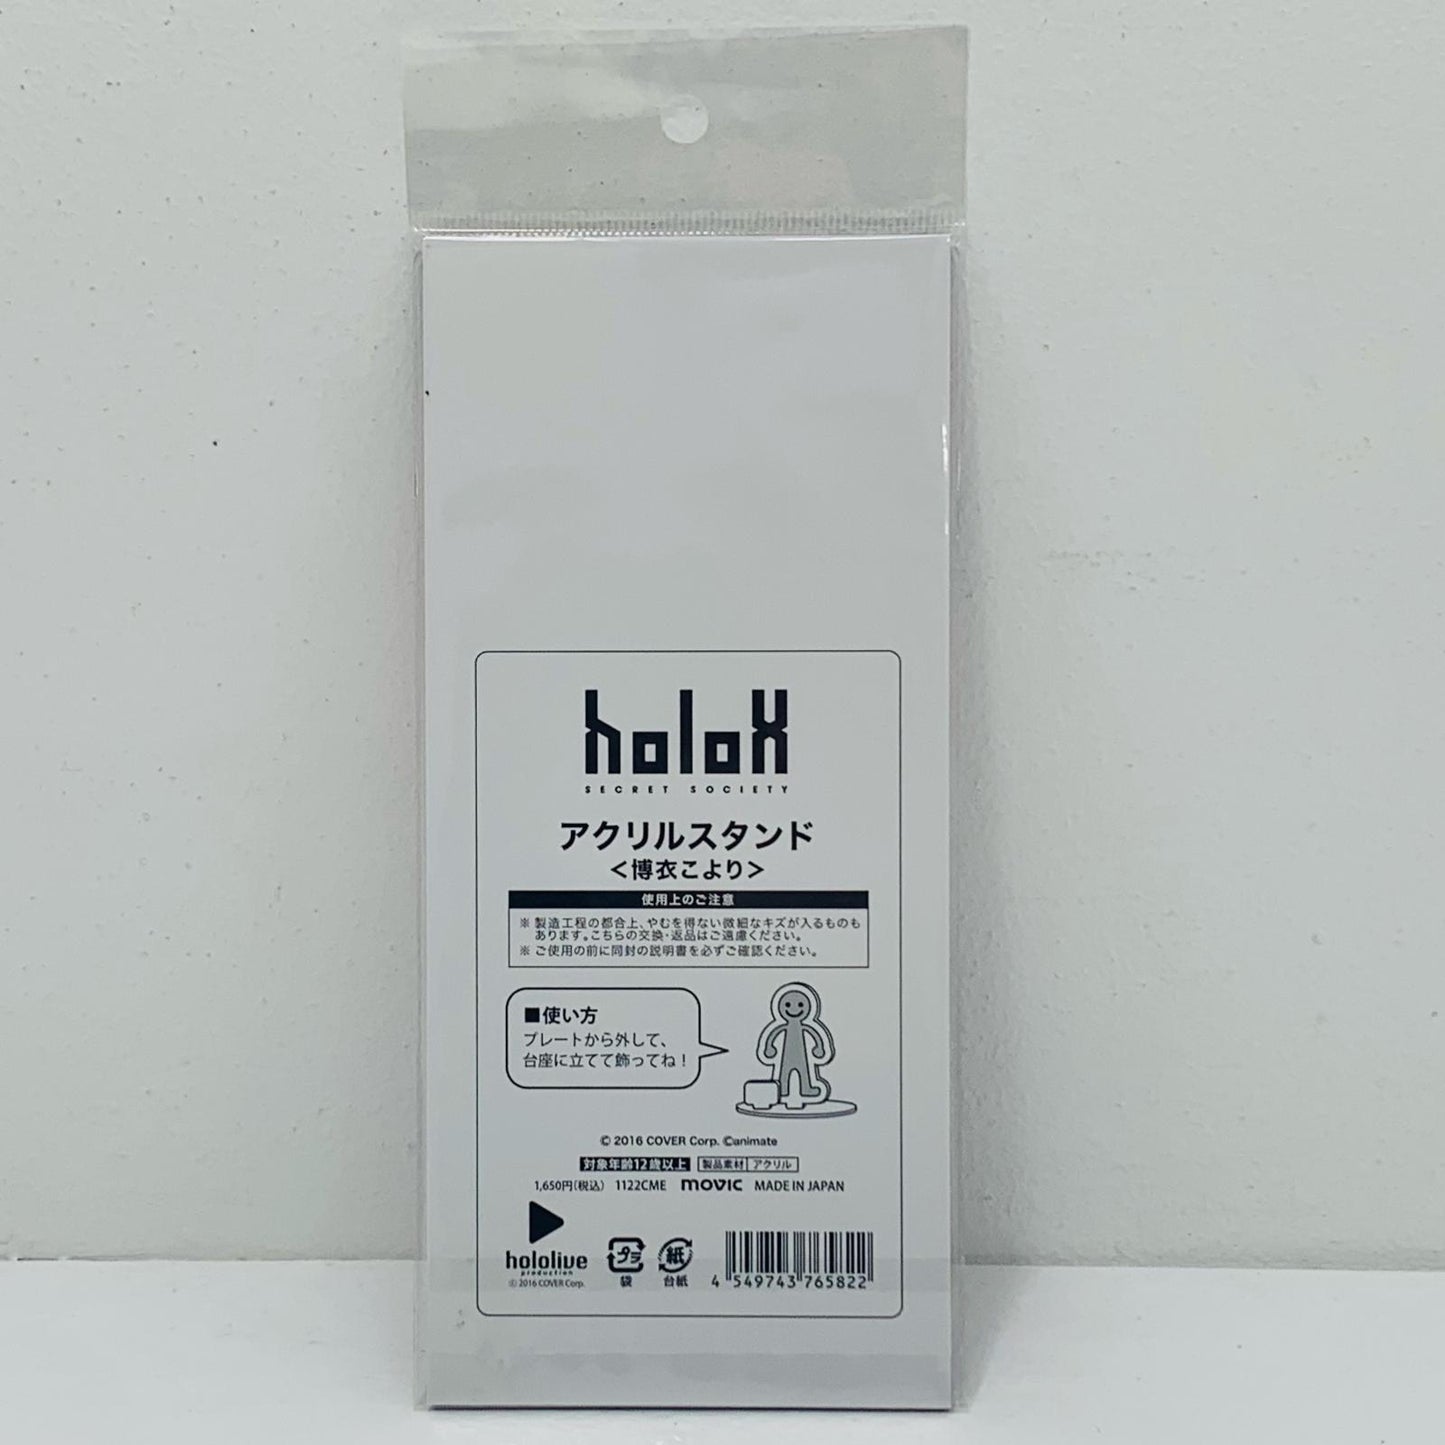 holoX
SECRET SOCIETY
アクリルスタンド
＜博衣こより＞
使用上のご注意
※ 製造工程の都合上、やむを得ない微細なキズが入るものも
あります。こちらの交換・返品はご遠慮ください。
※ ご使用の前に同封の説明書を必ずご確認ください。
■使い方
プレートから外して、
台座に立てて飾ってね！
© 2016 COVER Corp. ©animate
対象年齢12歳以上 製品素材 アクリル
1,650円(税込) 1122CME movic MADE IN JAPAN
hololive
production
© 2016 COVER Corp.
プラ
袋
紙
台紙
4 549743 765822